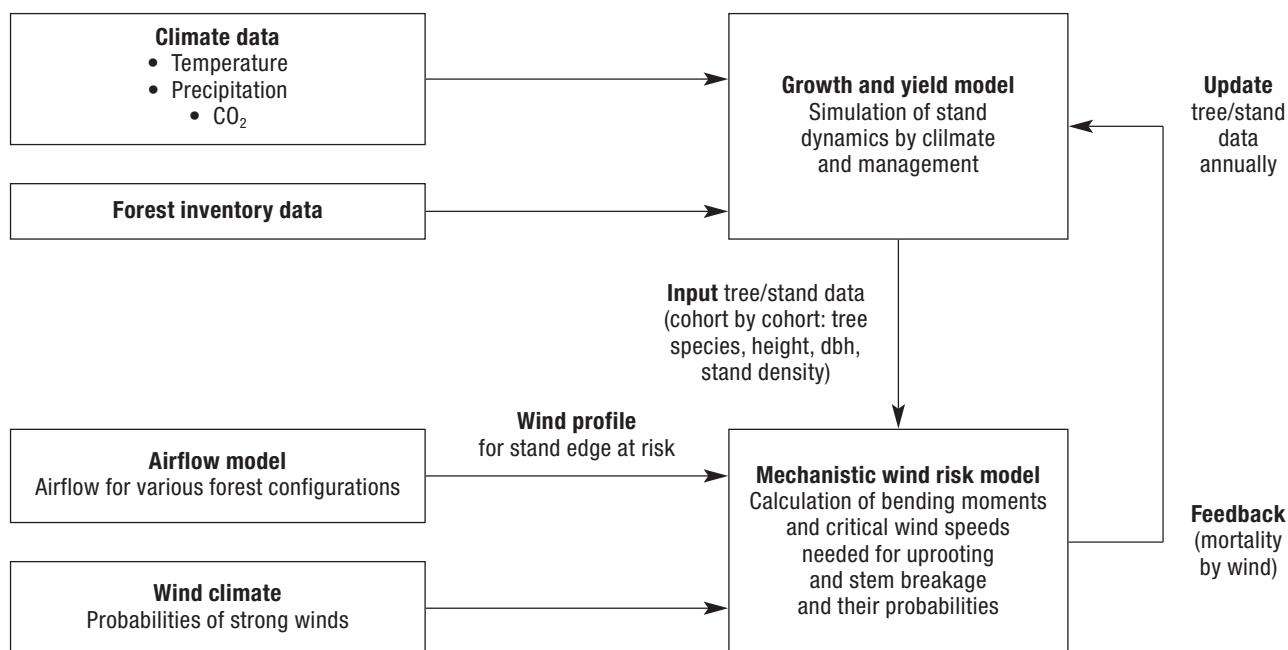 Climate data
• Temperature
• Precipitation
• CO₂
Growth and yield model
Simulation of stand
dynamics by clilmate
and management
Update
tree/stand
data
annually
Forest inventory data
Input tree/stand data
(cohort by cohort: tree
species, height, dbh,
stand density)
Wind profile
for stand edge at risk
Airflow model
Airflow for various forest configurations
Mechanistic wind risk model
Calculation of bending moments
and critical wind speeds
needed for uprooting
and stem breakage
and their probabilities
Feedback
(mortality
by wind)
Wind climate
Probabilities of strong winds